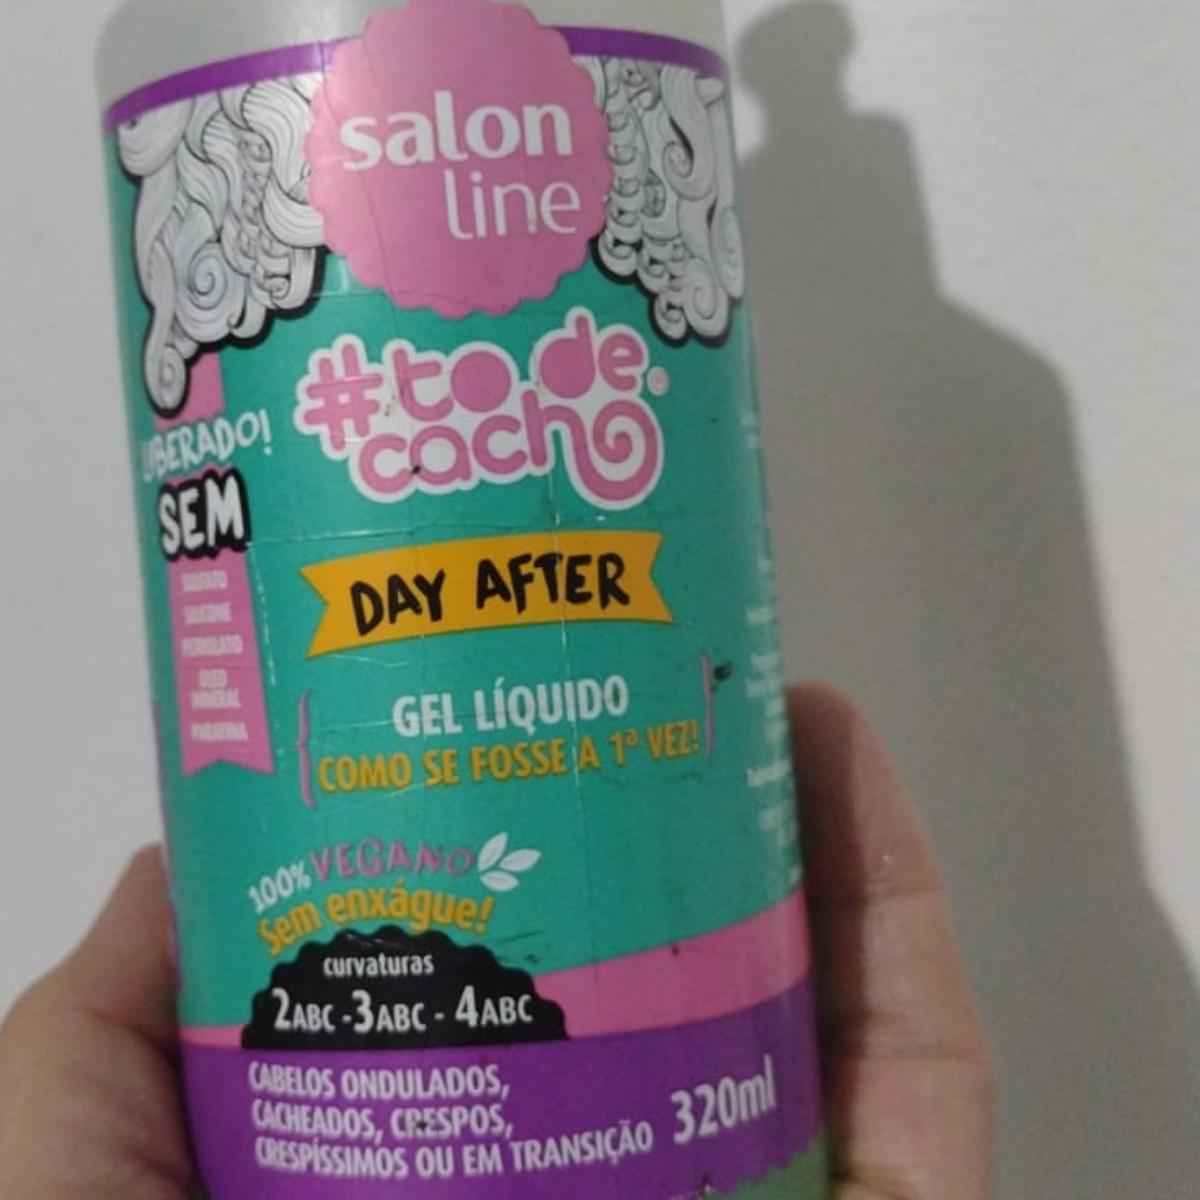 salon
line
#to de
cacho
LIBERADO!
SEM
SULFATO
SILICONE
PETROLATO
ÓLEO
MINERAL
PARAFINA
DAY AFTER
GEL LÍQUIDO
COMO SE FOSSE A 1ª VEZ!
100% VEGANO
Sem enxágue!
curvaturas
2ABC - 3ABC - 4ABC
CABELOS ONDULADOS,
CACHEADOS, CRESPOS,
CRESPÍSSIMOS OU EM TRANSIÇÃO
320ml